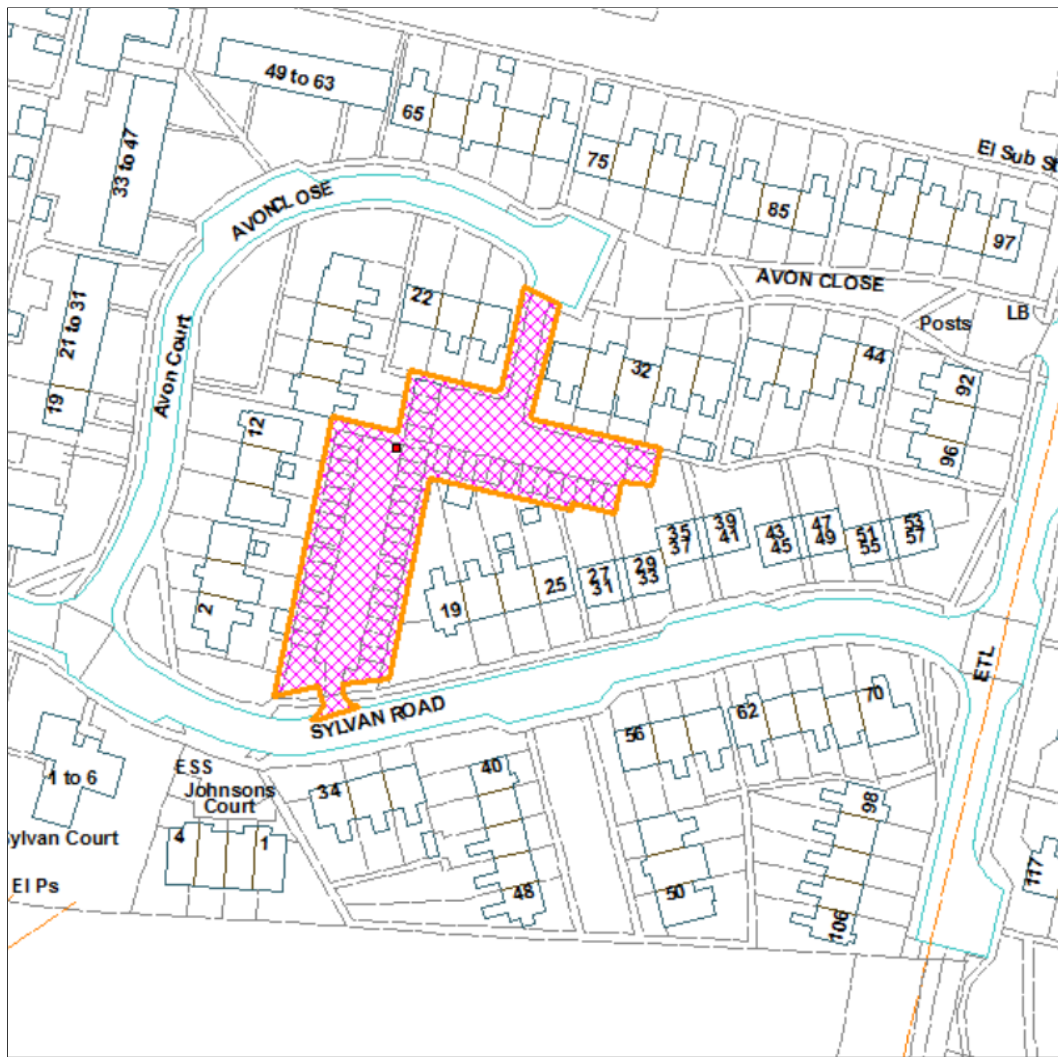 49 to 63
65
33 to 47
75
El Sub St
85
97
AVON CLOSE
AVON CLOSE
22
Posts
LB
21 to 31
19
Avon Court
32
44
92
96
12
2
35
37
39
41
43
45
47
49
51
55
53
57
27
31
29
33
25
19
ETL
SYLVAN ROAD
70
62
56
40
34
48
50
98
106
117
1 to 6
ESS
Johnsons
Court
4
1
Sylvan Court
El Ps